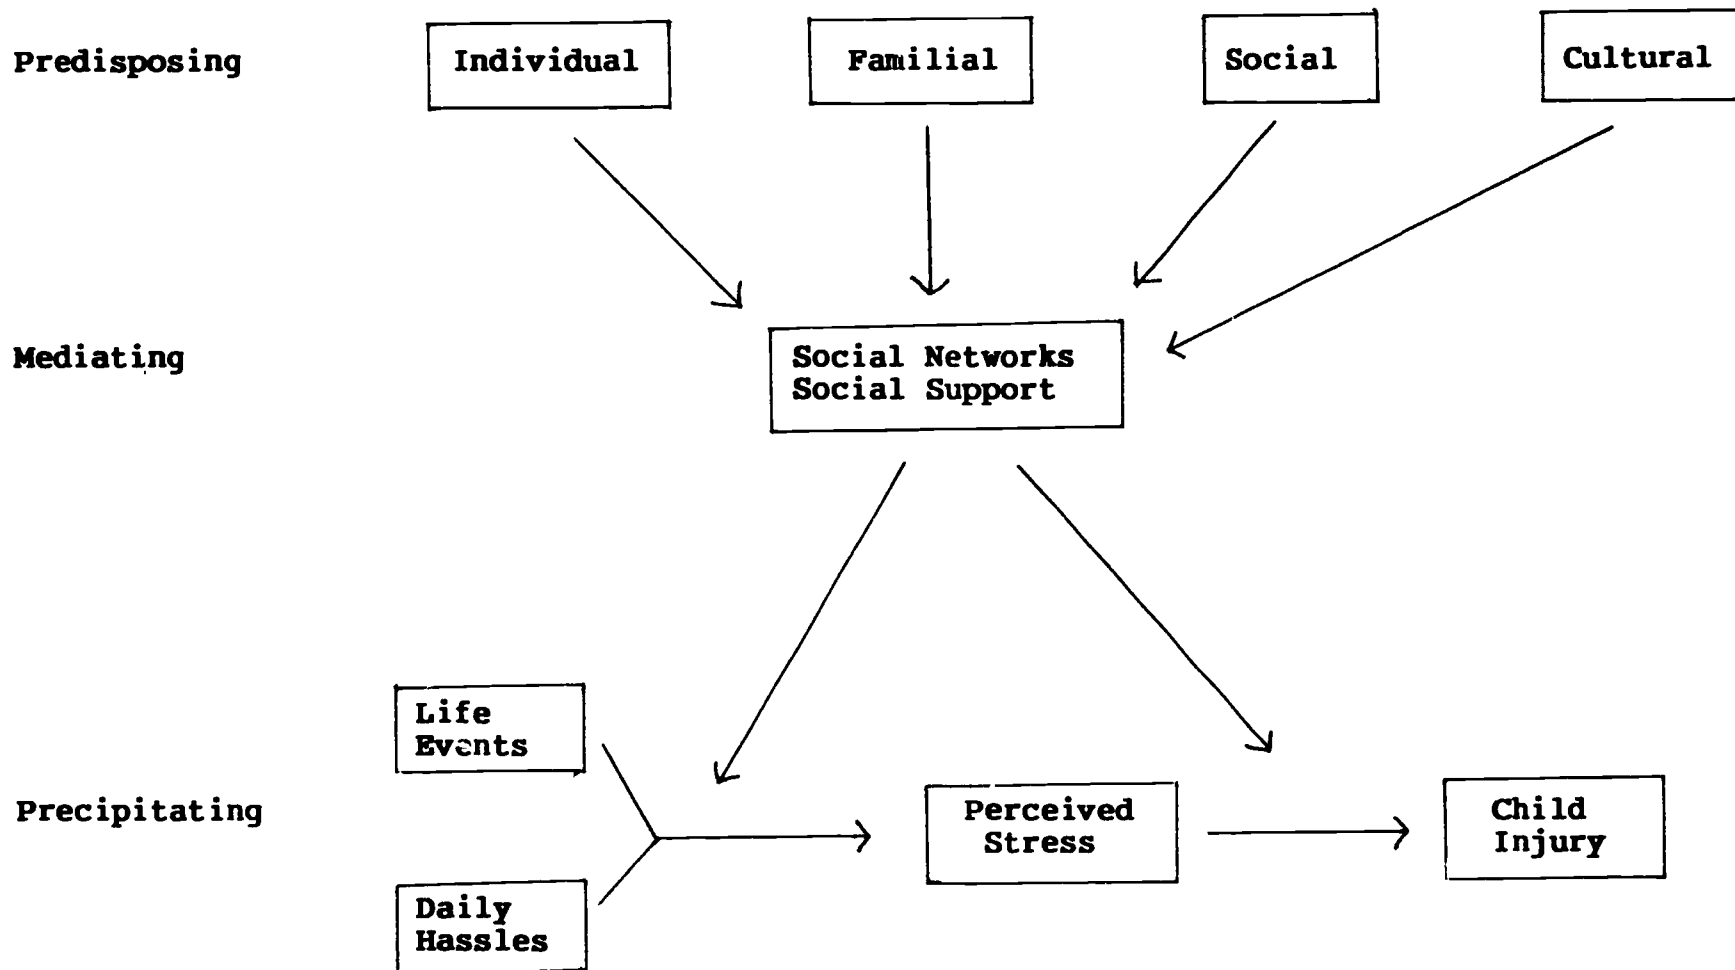 Predisposing
Individual
Familial
Social
Cultural
Mediating
Social Networks
Social Support
Life
Events
Precipitating
Perceived
Stress
Child
Injury
Daily
Hassles